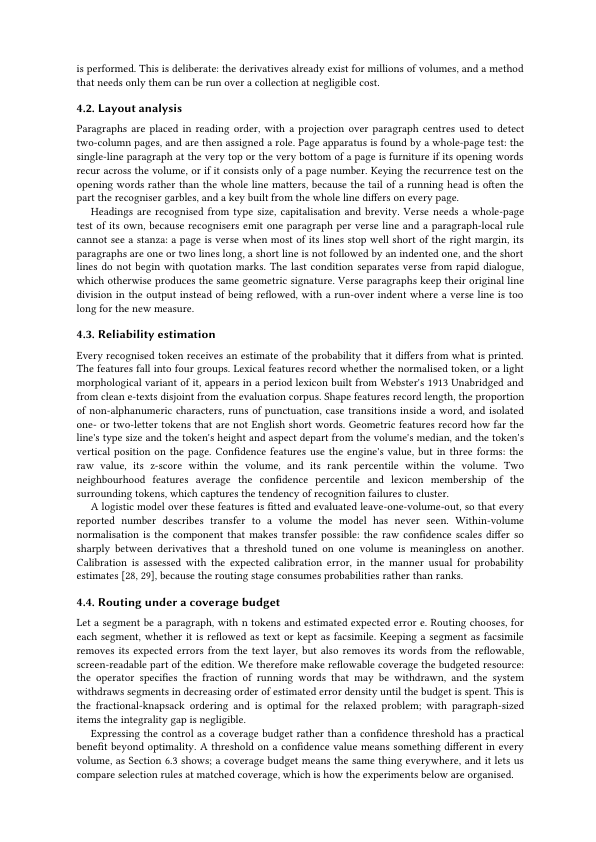 is performed. This is deliberate: the derivatives already exist for millions of volumes, and a method
that needs only them can be run over a collection at negligible cost.
4.2. Layout analysis
Paragraphs are placed in reading order, with a projection over paragraph centres used to detect
two-column pages, and are then assigned a role. Page apparatus is found by a whole-page test: the
single-line paragraph at the very top or the very bottom of a page is furniture if its opening words
recur across the volume, or if it consists only of a page number. Keying the recurrence test on the
opening words rather than the whole line matters, because the tail of a running head is often the
part the recogniser garbles, and a key built from the whole line differs on every page.
Headings are recognised from type size, capitalisation and brevity. Verse needs a whole-page
test of its own, because recognisers emit one paragraph per verse line and a paragraph-local rule
cannot see a stanza: a page is verse when most of its lines stop well short of the right margin, its
paragraphs are one or two lines long, a short line is not followed by an indented one, and the short
lines do not begin with quotation marks. The last condition separates verse from rapid dialogue,
which otherwise produces the same geometric signature. Verse paragraphs keep their original line
division in the output instead of being reflowed, with a run-over indent where a verse line is too
long for the new measure.
4.3. Reliability estimation
Every recognised token receives an estimate of the probability that it differs from what is printed.
The features fall into four groups. Lexical features record whether the normalised token, or a light
morphological variant of it, appears in a period lexicon built from Webster's 1913 Unabridged and
from clean e-texts disjoint from the evaluation corpus. Shape features record length, the proportion
of non-alphanumeric characters, runs of punctuation, case transitions inside a word, and isolated
one- or two-letter tokens that are not English short words. Geometric features record how far the
line's type size and the token's height and aspect depart from the volume's median, and the token's
vertical position on the page. Confidence features use the engine's value, but in three forms: the
raw value, its z-score within the volume, and its rank percentile within the volume. Two
neighbourhood features average the confidence percentile and lexicon membership of the
surrounding tokens, which captures the tendency of recognition failures to cluster.
A logistic model over these features is fitted and evaluated leave-one-volume-out, so that every
reported number describes transfer to a volume the model has never seen. Within-volume
normalisation is the component that makes transfer possible: the raw confidence scales differ so
sharply between derivatives that a threshold tuned on one volume is meaningless on another.
Calibration is assessed with the expected calibration error, in the manner usual for probability
estimates [28, 29], because the routing stage consumes probabilities rather than ranks.
4.4. Routing under a coverage budget
Let a segment be a paragraph, with n tokens and estimated expected error e. Routing chooses, for
each segment, whether it is reflowed as text or kept as facsimile. Keeping a segment as facsimile
removes its expected errors from the text layer, but also removes its words from the reflowable,
screen-readable part of the edition. We therefore make reflowable coverage the budgeted resource:
the operator specifies the fraction of running words that may be withdrawn, and the system
withdraws segments in decreasing order of estimated error density until the budget is spent. This is
the fractional-knapsack ordering and is optimal for the relaxed problem; with paragraph-sized
items the integrality gap is negligible.
Expressing the control as a coverage budget rather than a confidence threshold has a practical
benefit beyond optimality. A threshold on a confidence value means something different in every
volume, as Section 6.3 shows; a coverage budget means the same thing everywhere, and it lets us
compare selection rules at matched coverage, which is how the experiments below are organised.